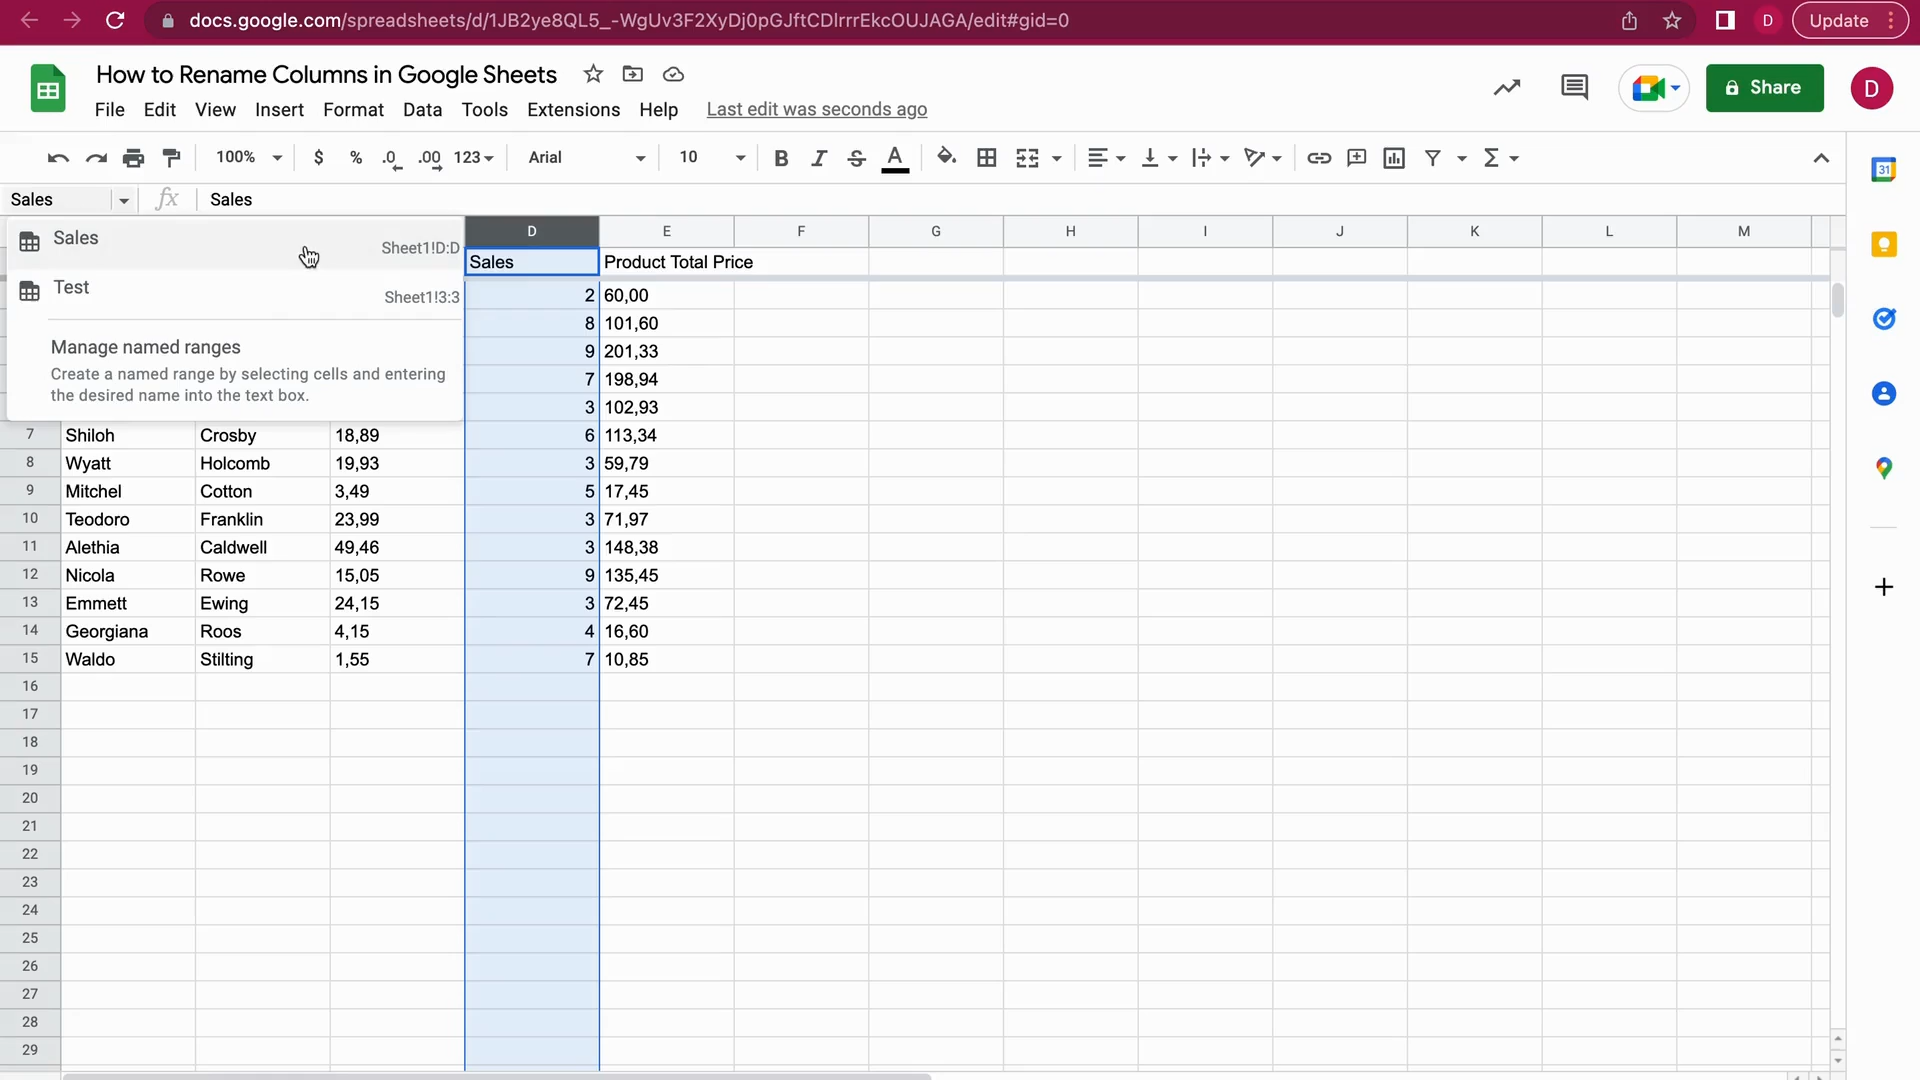 docs.google.com/spreadsheets/d/1JB2ye8QL5_-WgUv3F2XyDj0pGJftCDIrrrEkcOUJAGA/edit#gid=0
D
Update
How to Rename Columns in Google Sheets
File Edit View Insert Format Data Tools Extensions Help Last edit was seconds ago
Share
D
100% $ % .0 .00 123 Arial 10 B I S A Σ
31
Sales fx Sales
D E F G H I J K L M
Sales Sheet1!D:D
Test Sheet1!3:3
Manage named ranges
Create a named range by selecting cells and entering
the desired name into the text box.
Sales Product Total Price
2 60,00
8 101,60
9 201,33
7 198,94
3 102,93
7 Shiloh Crosby 18,89 6 113,34
8 Wyatt Holcomb 19,93 3 59,79
9 Mitchel Cotton 3,49 5 17,45
10 Teodoro Franklin 23,99 3 71,97
11 Alethia Caldwell 49,46 3 148,38
12 Nicola Rowe 15,05 9 135,45
13 Emmett Ewing 24,15 3 72,45
14 Georgiana Roos 4,15 4 16,60
15 Waldo Stilting 1,55 7 10,85
16
17
18
19
20
21
22
23
24
25
26
27
28
29